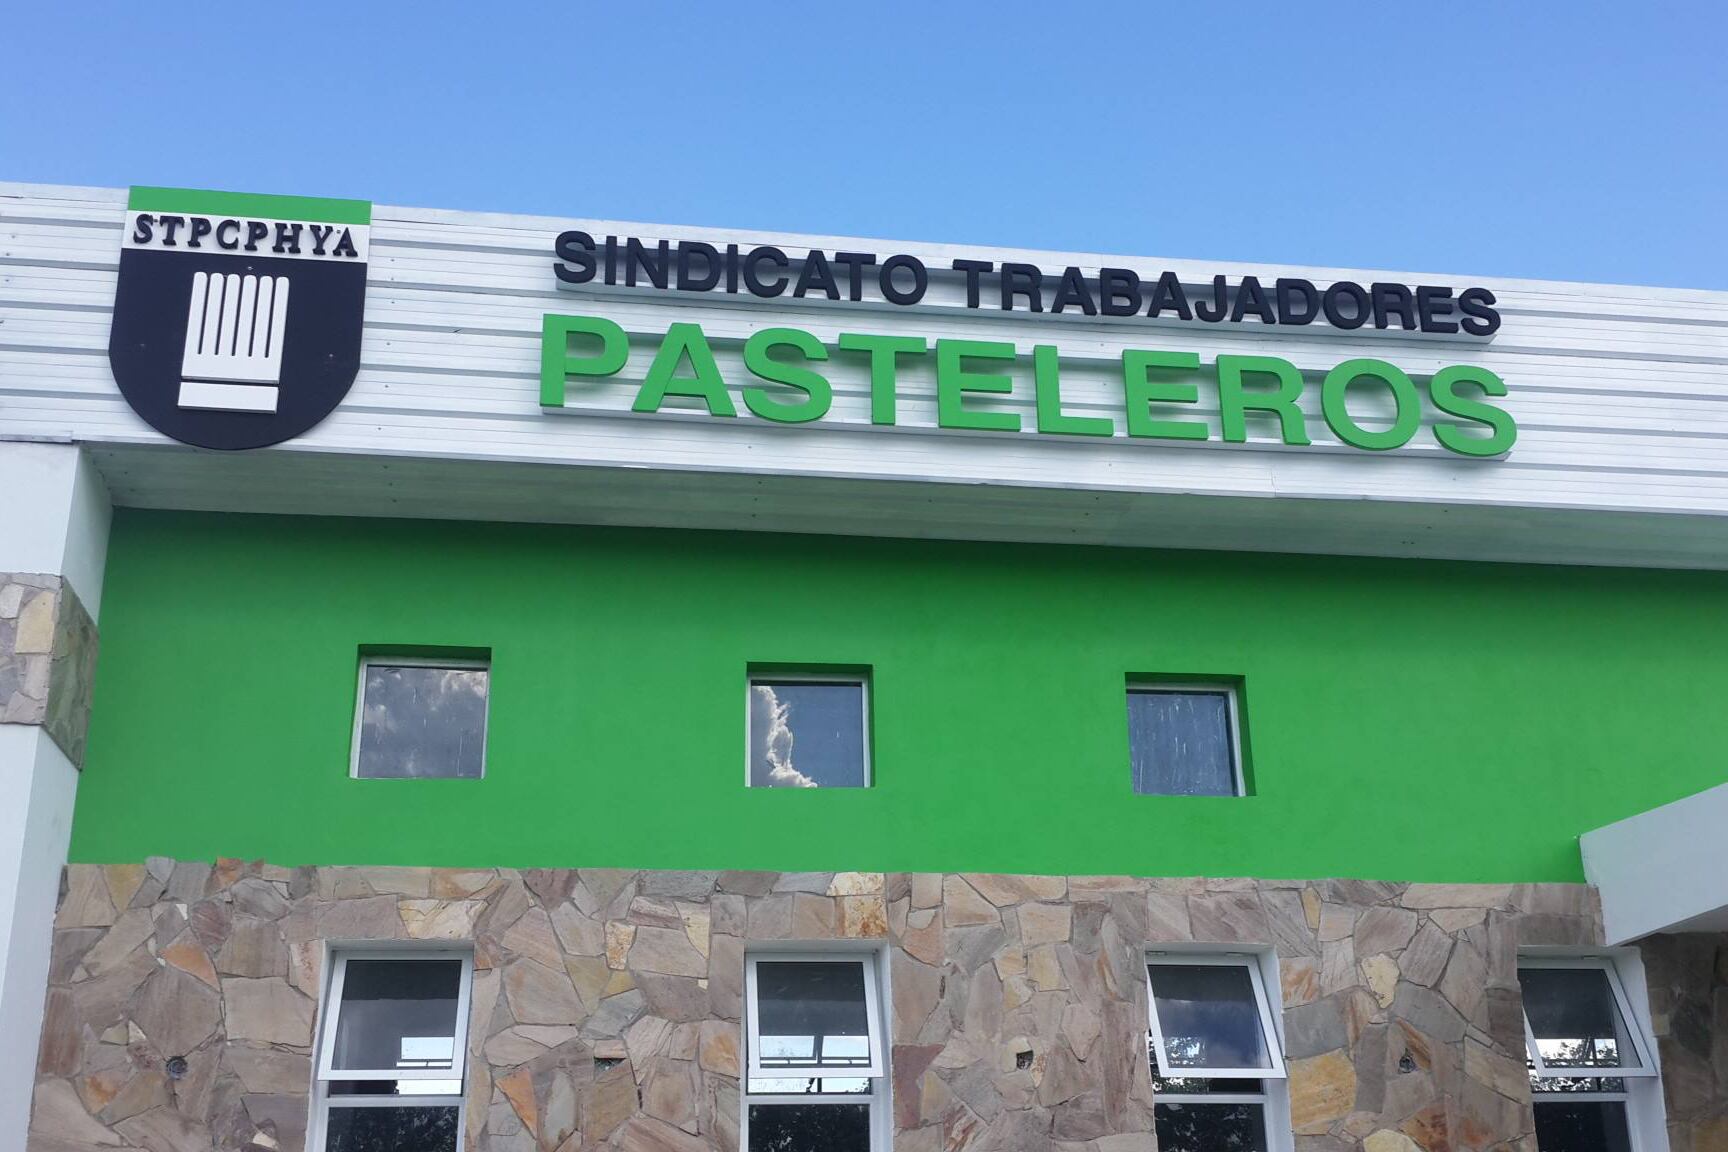 STPCPHYA
SINDICATO TRABAJADORES
PASTELEROS